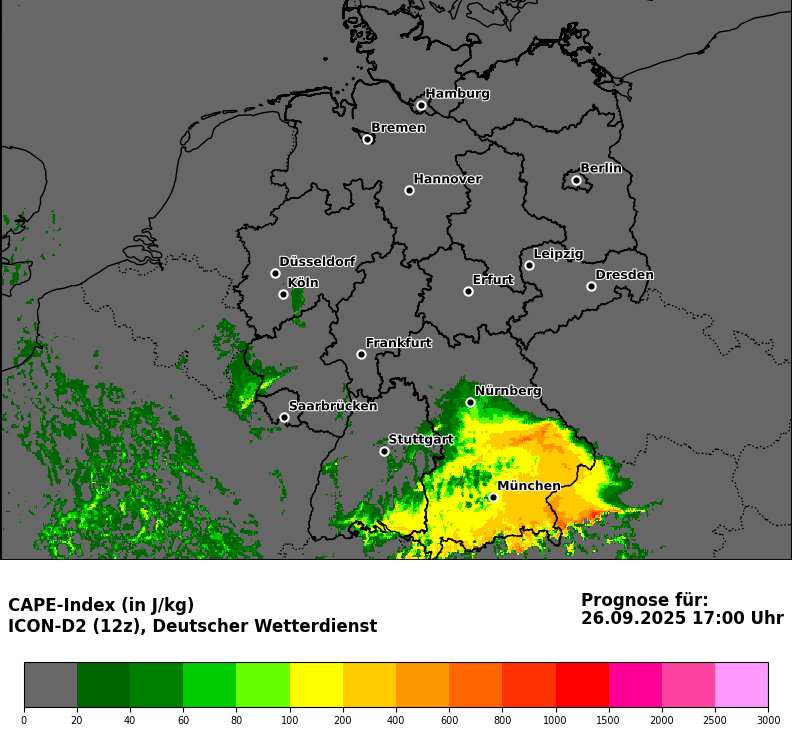 Hamburg
Bremen
Berlin
Hannover
Leipzig
Düsseldorf
Dresden
Erfurt
Köln
Frankfurt
Nürnberg
Saarbrücken
Stuttgart
München
CAPE-Index (in J/kg)
ICON-D2 (12z), Deutscher Wetterdienst
Prognose für:
26.09.2025 17:00 Uhr
0 20 40 60 80 100 200 400 600 800 1000 1500 2000 2500 3000